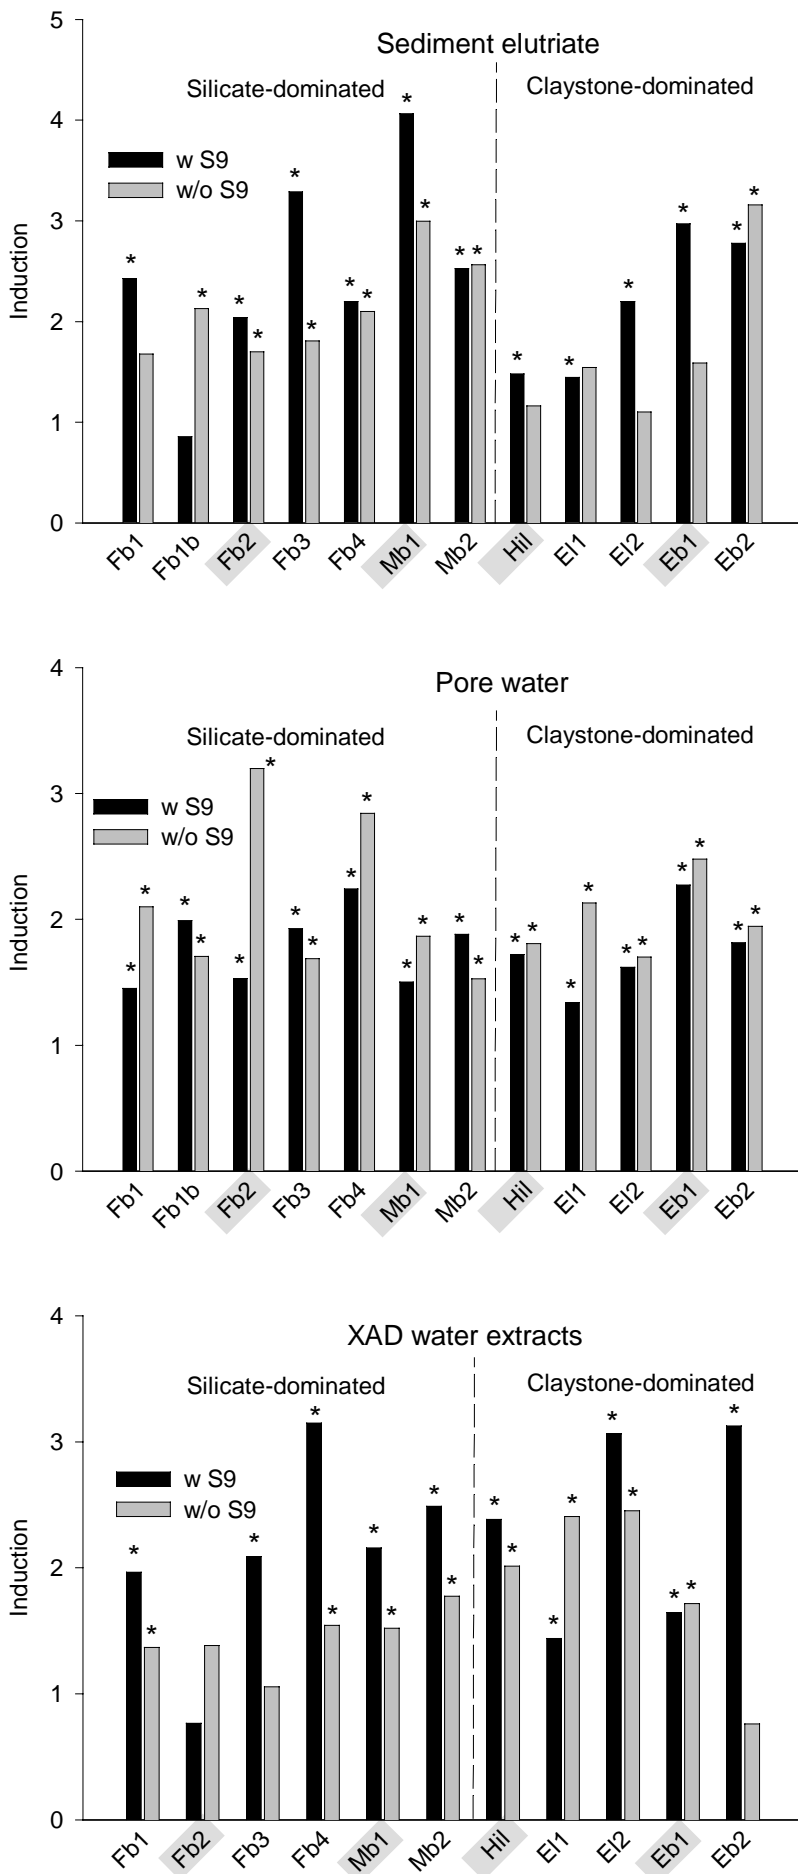 Sediment elutriate
Silicate-dominated
Claystone-dominated
w S9
w/o S9
Induction
5
4
3
2
1
0
* * * * * * * * * * * * * * * * * *
Fb1 Fb1b Fb2 Fb3 Fb4 Mb1 Mb2 Hil El1 El2 Eb1 Eb2
Pore water
Silicate-dominated
Claystone-dominated
w S9
w/o S9
Induction
4
3
2
1
0
* * * * * * * * * * * * * * * * * * * * * * * *
Fb1 Fb1b Fb2 Fb3 Fb4 Mb1 Mb2 Hil El1 El2 Eb1 Eb2
XAD water extracts
Silicate-dominated
Claystone-dominated
w S9
w/o S9
Induction
4
3
2
1
0
* * * * * * * * * * * * * * * * * *
Fb1 Fb2 Fb3 Fb4 Mb1 Mb2 Hil El1 El2 Eb1 Eb2